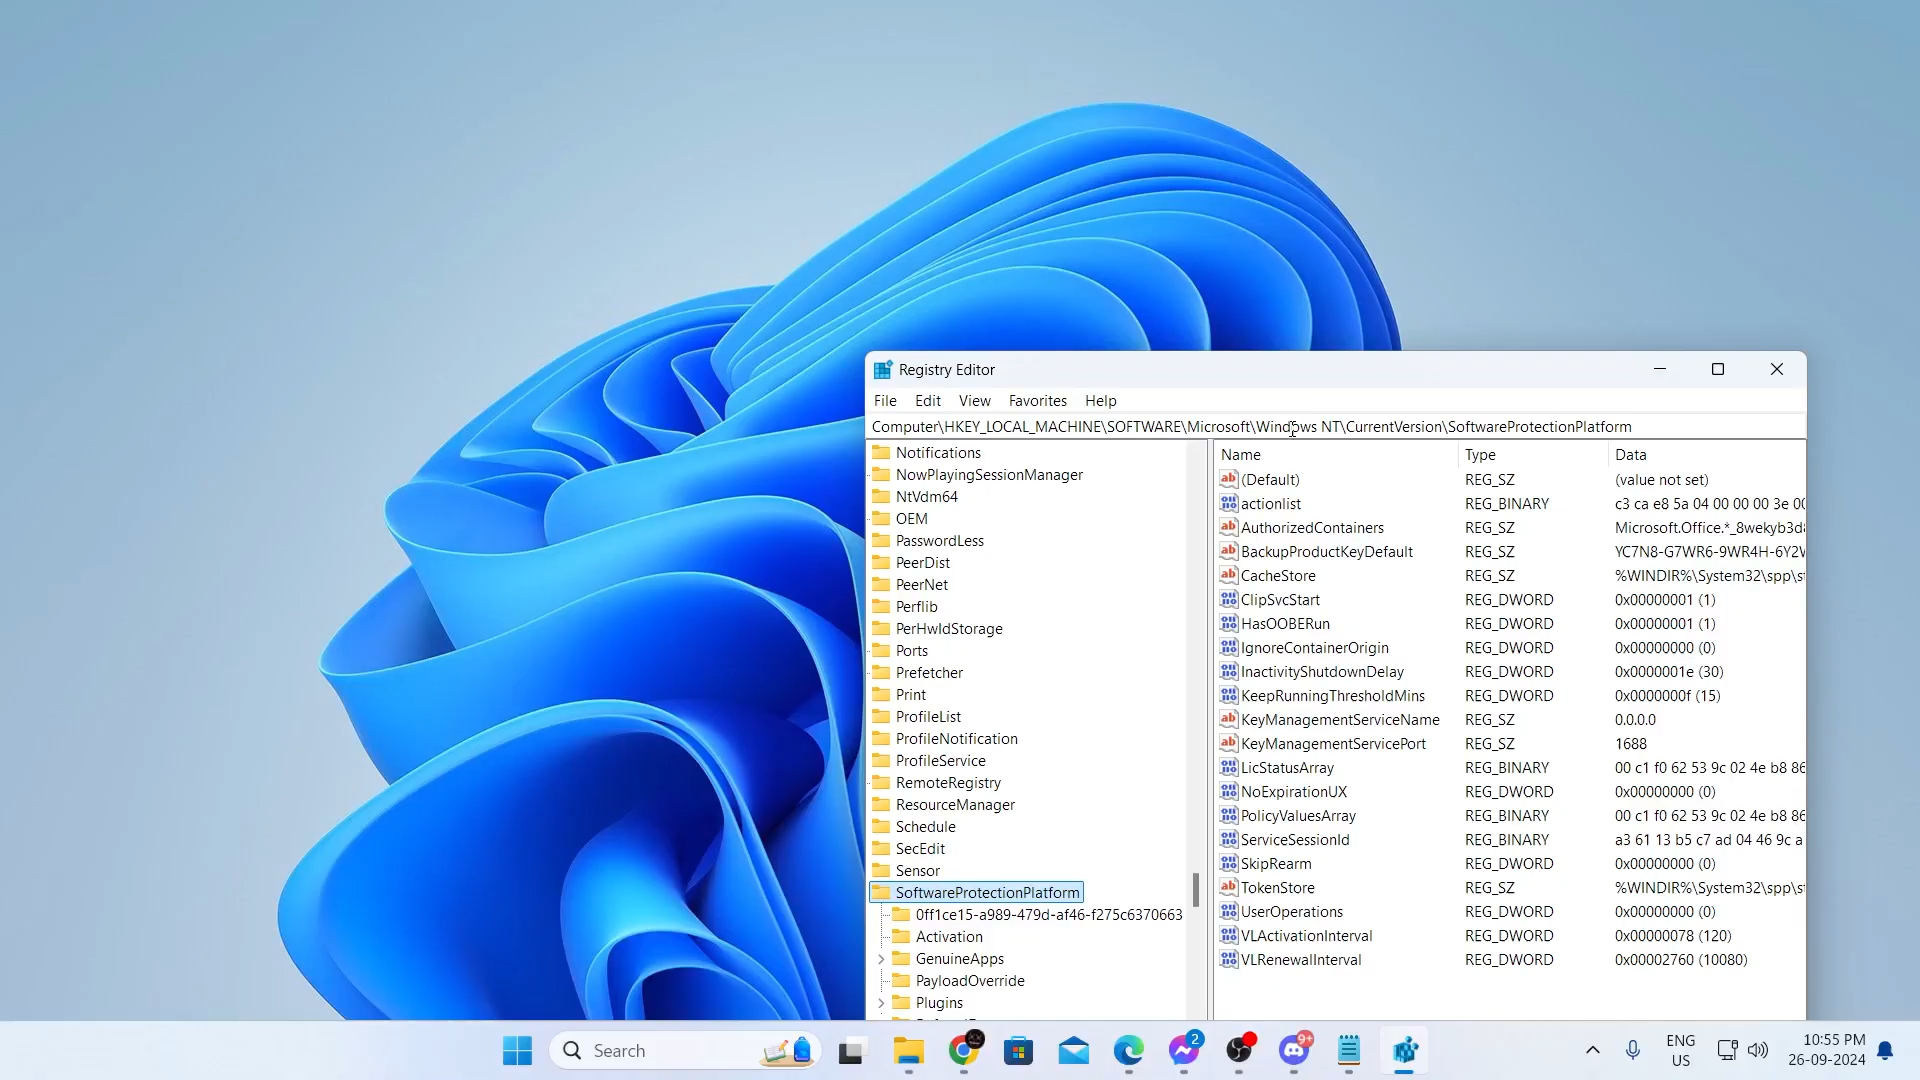 Registry Editor
File Edit View Favorites Help
Computer\HKEY_LOCAL_MACHINE\SOFTWARE\Microsoft\Windows NT\CurrentVersion\SoftwareProtectionPlatform
Notifications
NowPlayingSessionManager
NtVdm64
OEM
PasswordLess
PeerDist
PeerNet
Perflib
PerHwIdStorage
Ports
Prefetcher
Print
ProfileList
ProfileNotification
ProfileService
RemoteRegistry
ResourceManager
Schedule
SecEdit
Sensor
SoftwareProtectionPlatform
0ff1ce15-a989-479d-af46-f275c6370663
Activation
GenuineApps
PayloadOverride
Plugins
Name Type Data
(Default) REG_SZ (value not set)
actionlist REG_BINARY c3 ca e8 5a 04 00 00 00 3e 00
AuthorizedContainers REG_SZ Microsoft.Office.*_8wekyb3d8
BackupProductKeyDefault REG_SZ YC7N8-G7WR6-9WR4H-6Y2
CacheStore REG_SZ %WINDIR%\System32\spp\st
ClipSvcStart REG_DWORD 0x00000001 (1)
HasOOBERun REG_DWORD 0x00000001 (1)
IgnoreContainerOrigin REG_DWORD 0x00000000 (0)
InactivityShutdownDelay REG_DWORD 0x0000001e (30)
KeepRunningThresholdMins REG_DWORD 0x0000000f (15)
KeyManagementServiceName REG_SZ 0.0.0.0
KeyManagementServicePort REG_SZ 1688
LicStatusArray REG_BINARY 00 c1 f0 62 53 9c 02 4e b8 86
NoExpirationUX REG_DWORD 0x00000000 (0)
PolicyValuesArray REG_BINARY 00 c1 f0 62 53 9c 02 4e b8 86
ServiceSessionId REG_BINARY a3 61 13 b5 c7 ad 04 46 9c a
SkipRearm REG_DWORD 0x00000000 (0)
TokenStore REG_SZ %WINDIR%\System32\spp\st
UserOperations REG_DWORD 0x00000000 (0)
VLActivationInterval REG_DWORD 0x00000078 (120)
VLRenewalInterval REG_DWORD 0x00002760 (10080)
Search
2
9+
ENG
US
10:55 PM
26-09-2024